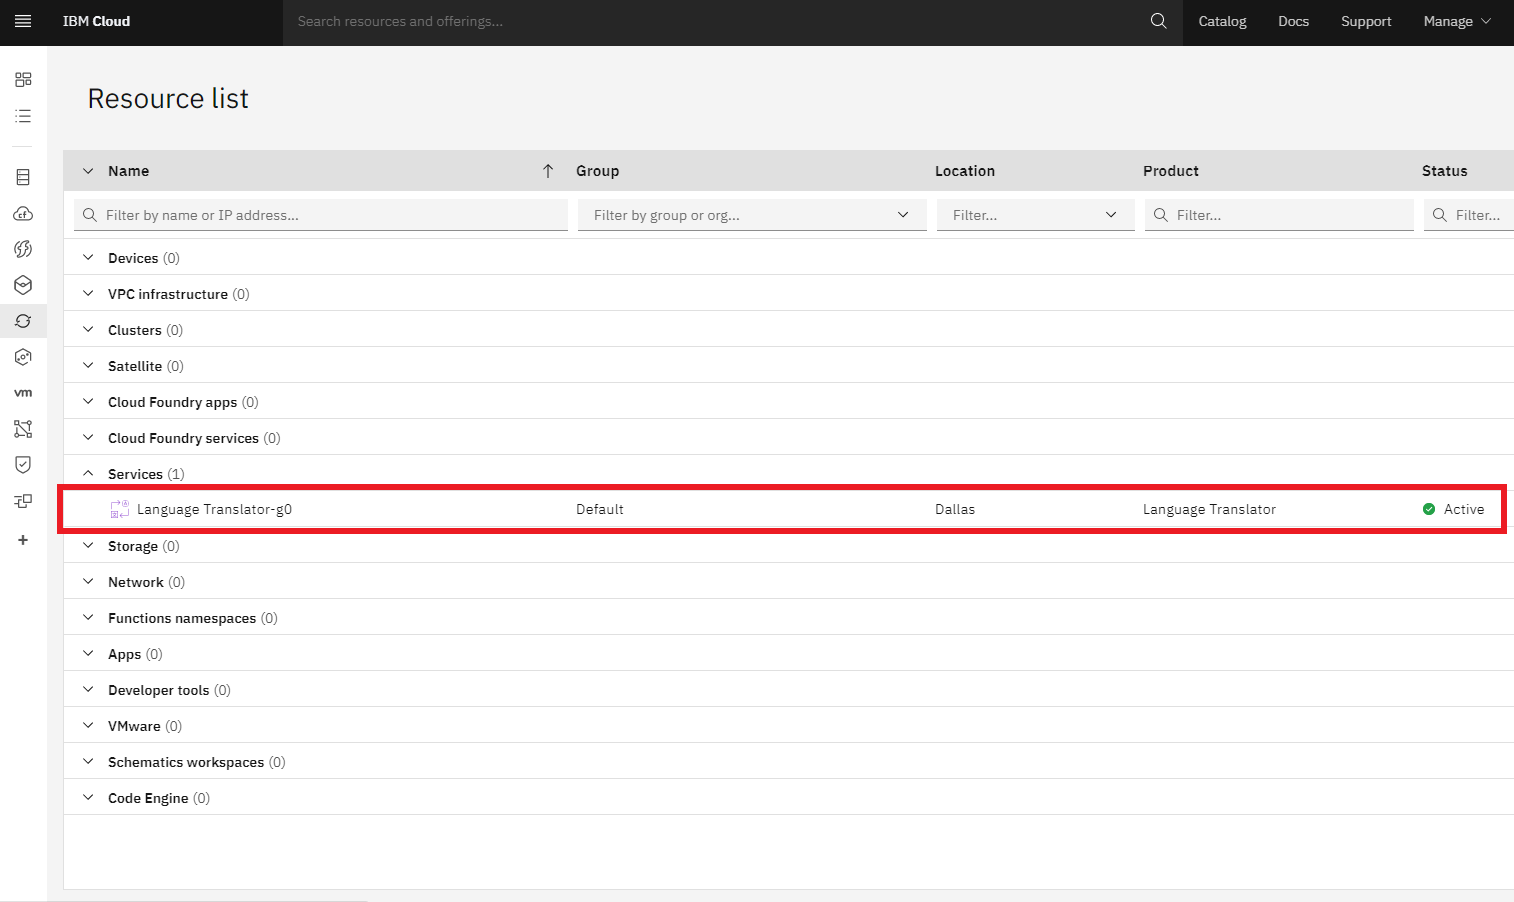 IBM Cloud
Search resources and offerings...
Catalog
Docs
Support
Manage
Resource list
Name
Group
Location
Product
Status
Filter by name or IP address...
Filter by group or org...
Filter...
Filter...
Filter...
Devices (0)
VPC infrastructure (0)
Clusters (0)
Satellite (0)
Cloud Foundry apps (0)
Cloud Foundry services (0)
Services (1)
Language Translator-g0
Default
Dallas
Language Translator
Active
Storage (0)
Network (0)
Functions namespaces (0)
Apps (0)
Developer tools (0)
VMware (0)
Schematics workspaces (0)
Code Engine (0)
cf
vm